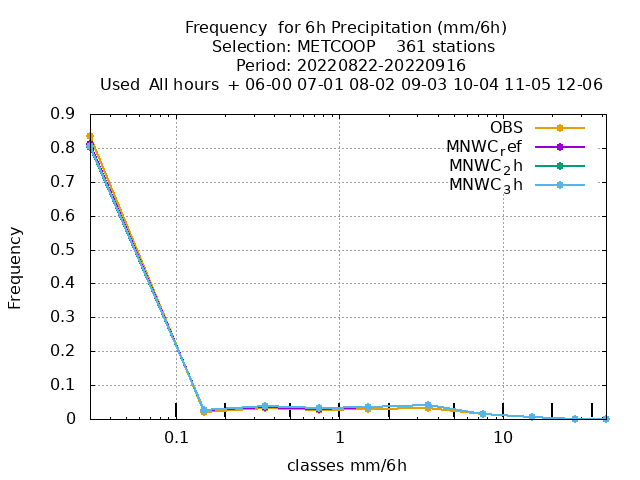 Frequency  for 6h Precipitation (mm/6h)
Selection: METCOOP    361 stations
Period: 20220822-20220916
Used  All hours  + 06-00 07-01 08-02 09-03 10-04 11-05 12-06
OBS
MNWC_ref
MNWC_2h
MNWC_3h
0.9
0.8
0.7
0.6
0.5
0.4
0.3
0.2
0.1
0
Frequency
0.1 1 10
classes mm/6h